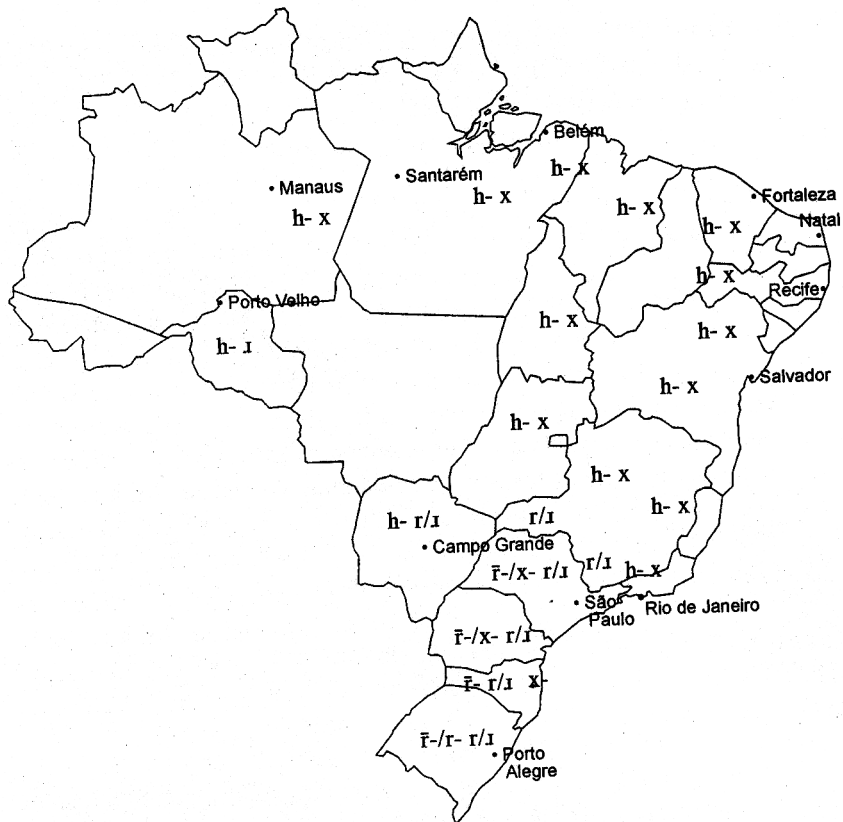 Belém
h- x
Santarém
Manaus
h- x
Fortaleza
h- x
h- x
h- x
Natal
h- x
Recife
Porto Velho
h- x
h- x
h- ɹ
Salvador
h- x
h- x
h- x
h- x
h- r/ɹ
r/ɹ
Campo Grande
r̄-/x- r/ɹ
r/ɹ
h- x
São
Paulo
Rio de Janeiro
r̄-/x- r/ɹ
r̄- r/ɹ
x-
r̄-/r- r/ɹ
Porto
Alegre